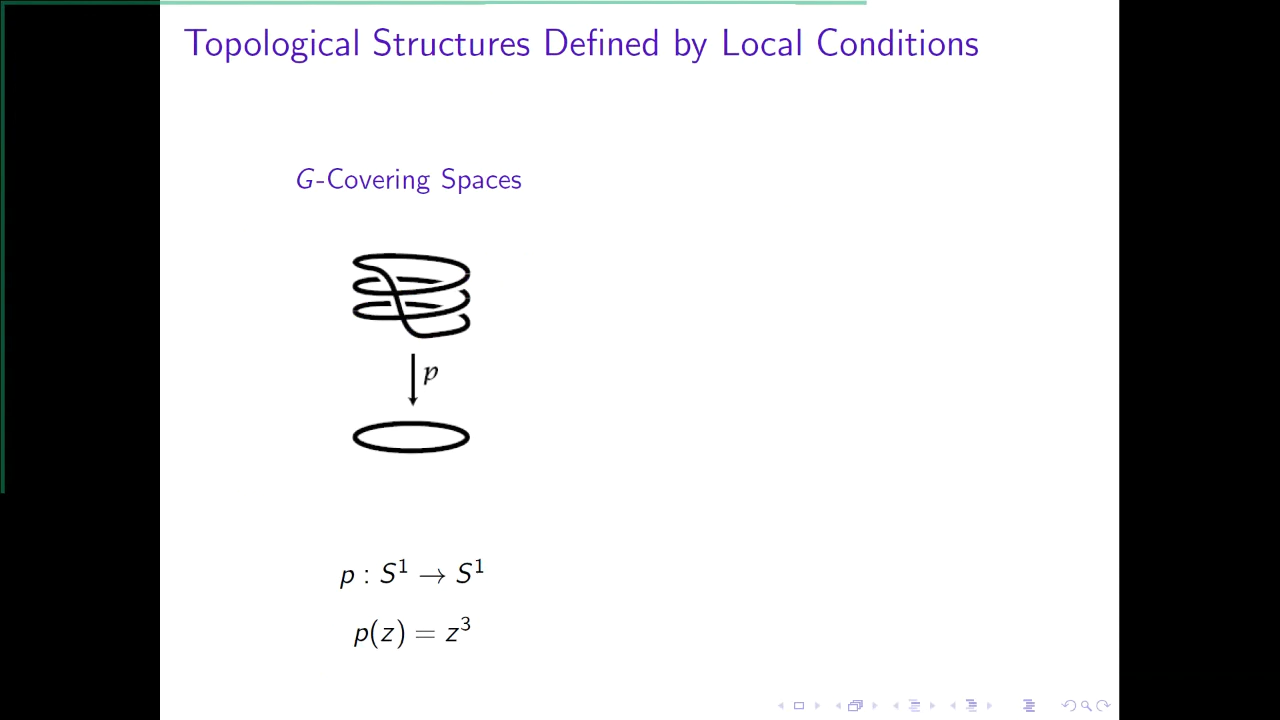 Topological Structures Defined by Local Conditions
G-Covering Spaces
p
p : S¹ → S¹
p(z) = z³